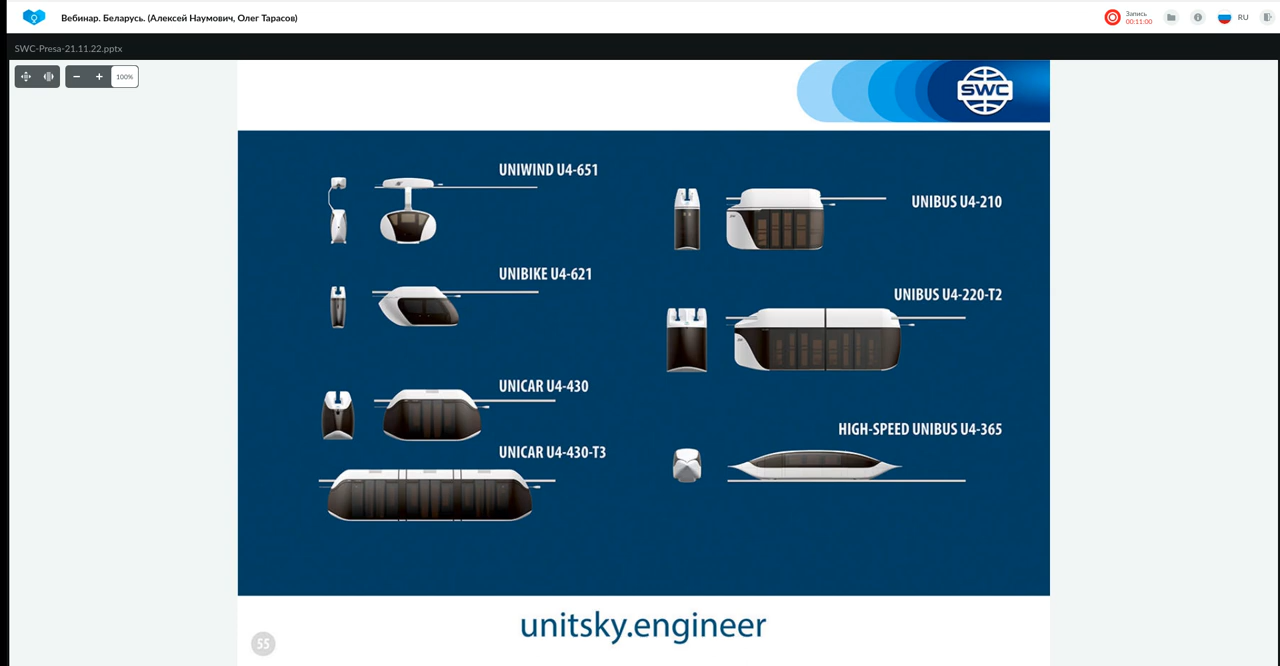 Вебинар. Беларусь. (Алексей Наумович, Олег Тарасов)
Запись
00:11:00
RU
SWC-Presa-21.11.22.pptx
100%
SWC
UNIWIND U4-651
UNIBUS U4-210
UNIBIKE U4-621
UNIBUS U4-220-T2
UNICAR U4-430
HIGH-SPEED UNIBUS U4-365
UNICAR U4-430-T3
unitsky.engineer
55